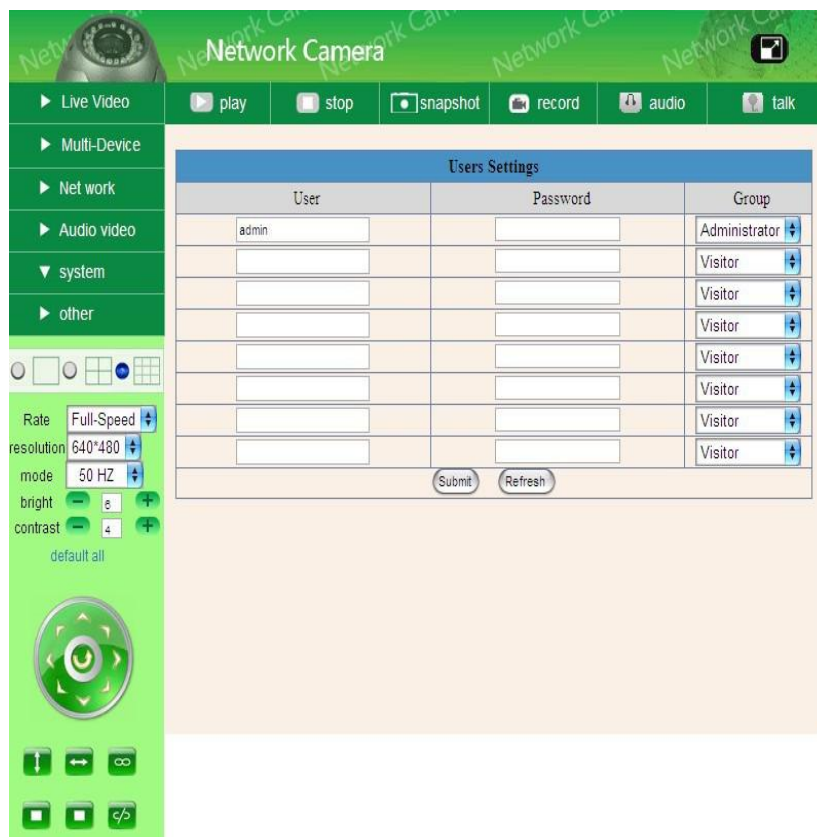 Network Camera
Live Video
play
stop
snapshot
record
audio
talk
Multi-Device
Net work
Audio video
system
other
Users Settings
User Password Group
admin Administrator
Visitor
Visitor
Visitor
Visitor
Visitor
Visitor
Visitor
Submit Refresh
Rate Full-Speed
resolution 640*480
mode 50 HZ
bright 6
contrast 4
default all